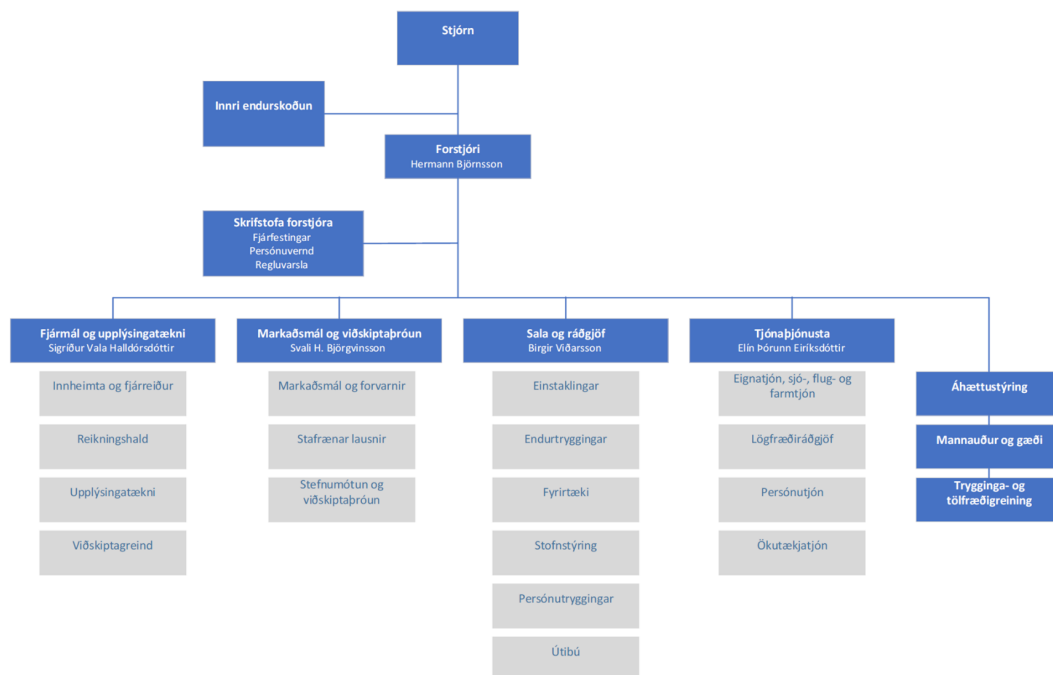 Stjórn
Innri endurskoðun
Forstjóri
Hermann Björnsson
Skrifstofa forstjóra
Fjárfestingar
Persónuvernd
Regluvarsla
Fjármál og upplýsingatækni
Sigríður Vala Halldórsdóttir
Innheimta og fjárreiður
Reikningshald
Upplýsingatækni
Viðskiptagreind
Markaðsmál og viðskiptaþróun
Svali H. Björgvinsson
Markaðsmál og forvarnir
Stafrænar lausnir
Stefnumótun og
viðskiptaþróun
Sala og ráðgjöf
Birgir Viðarsson
Einstaklingar
Endurtryggingar
Fyrirtæki
Stofnstýring
Persónutryggingar
Útibú
Tjónaþjónusta
Elín Þórunn Eiríksdóttir
Eignatjón, sjó-, flug- og
farmtjón
Lögfræðiráðgjöf
Persónutjón
Ökutækjatjón
Áhættustýring
Mannauður og gæði
Trygginga- og
tölfræðigreining